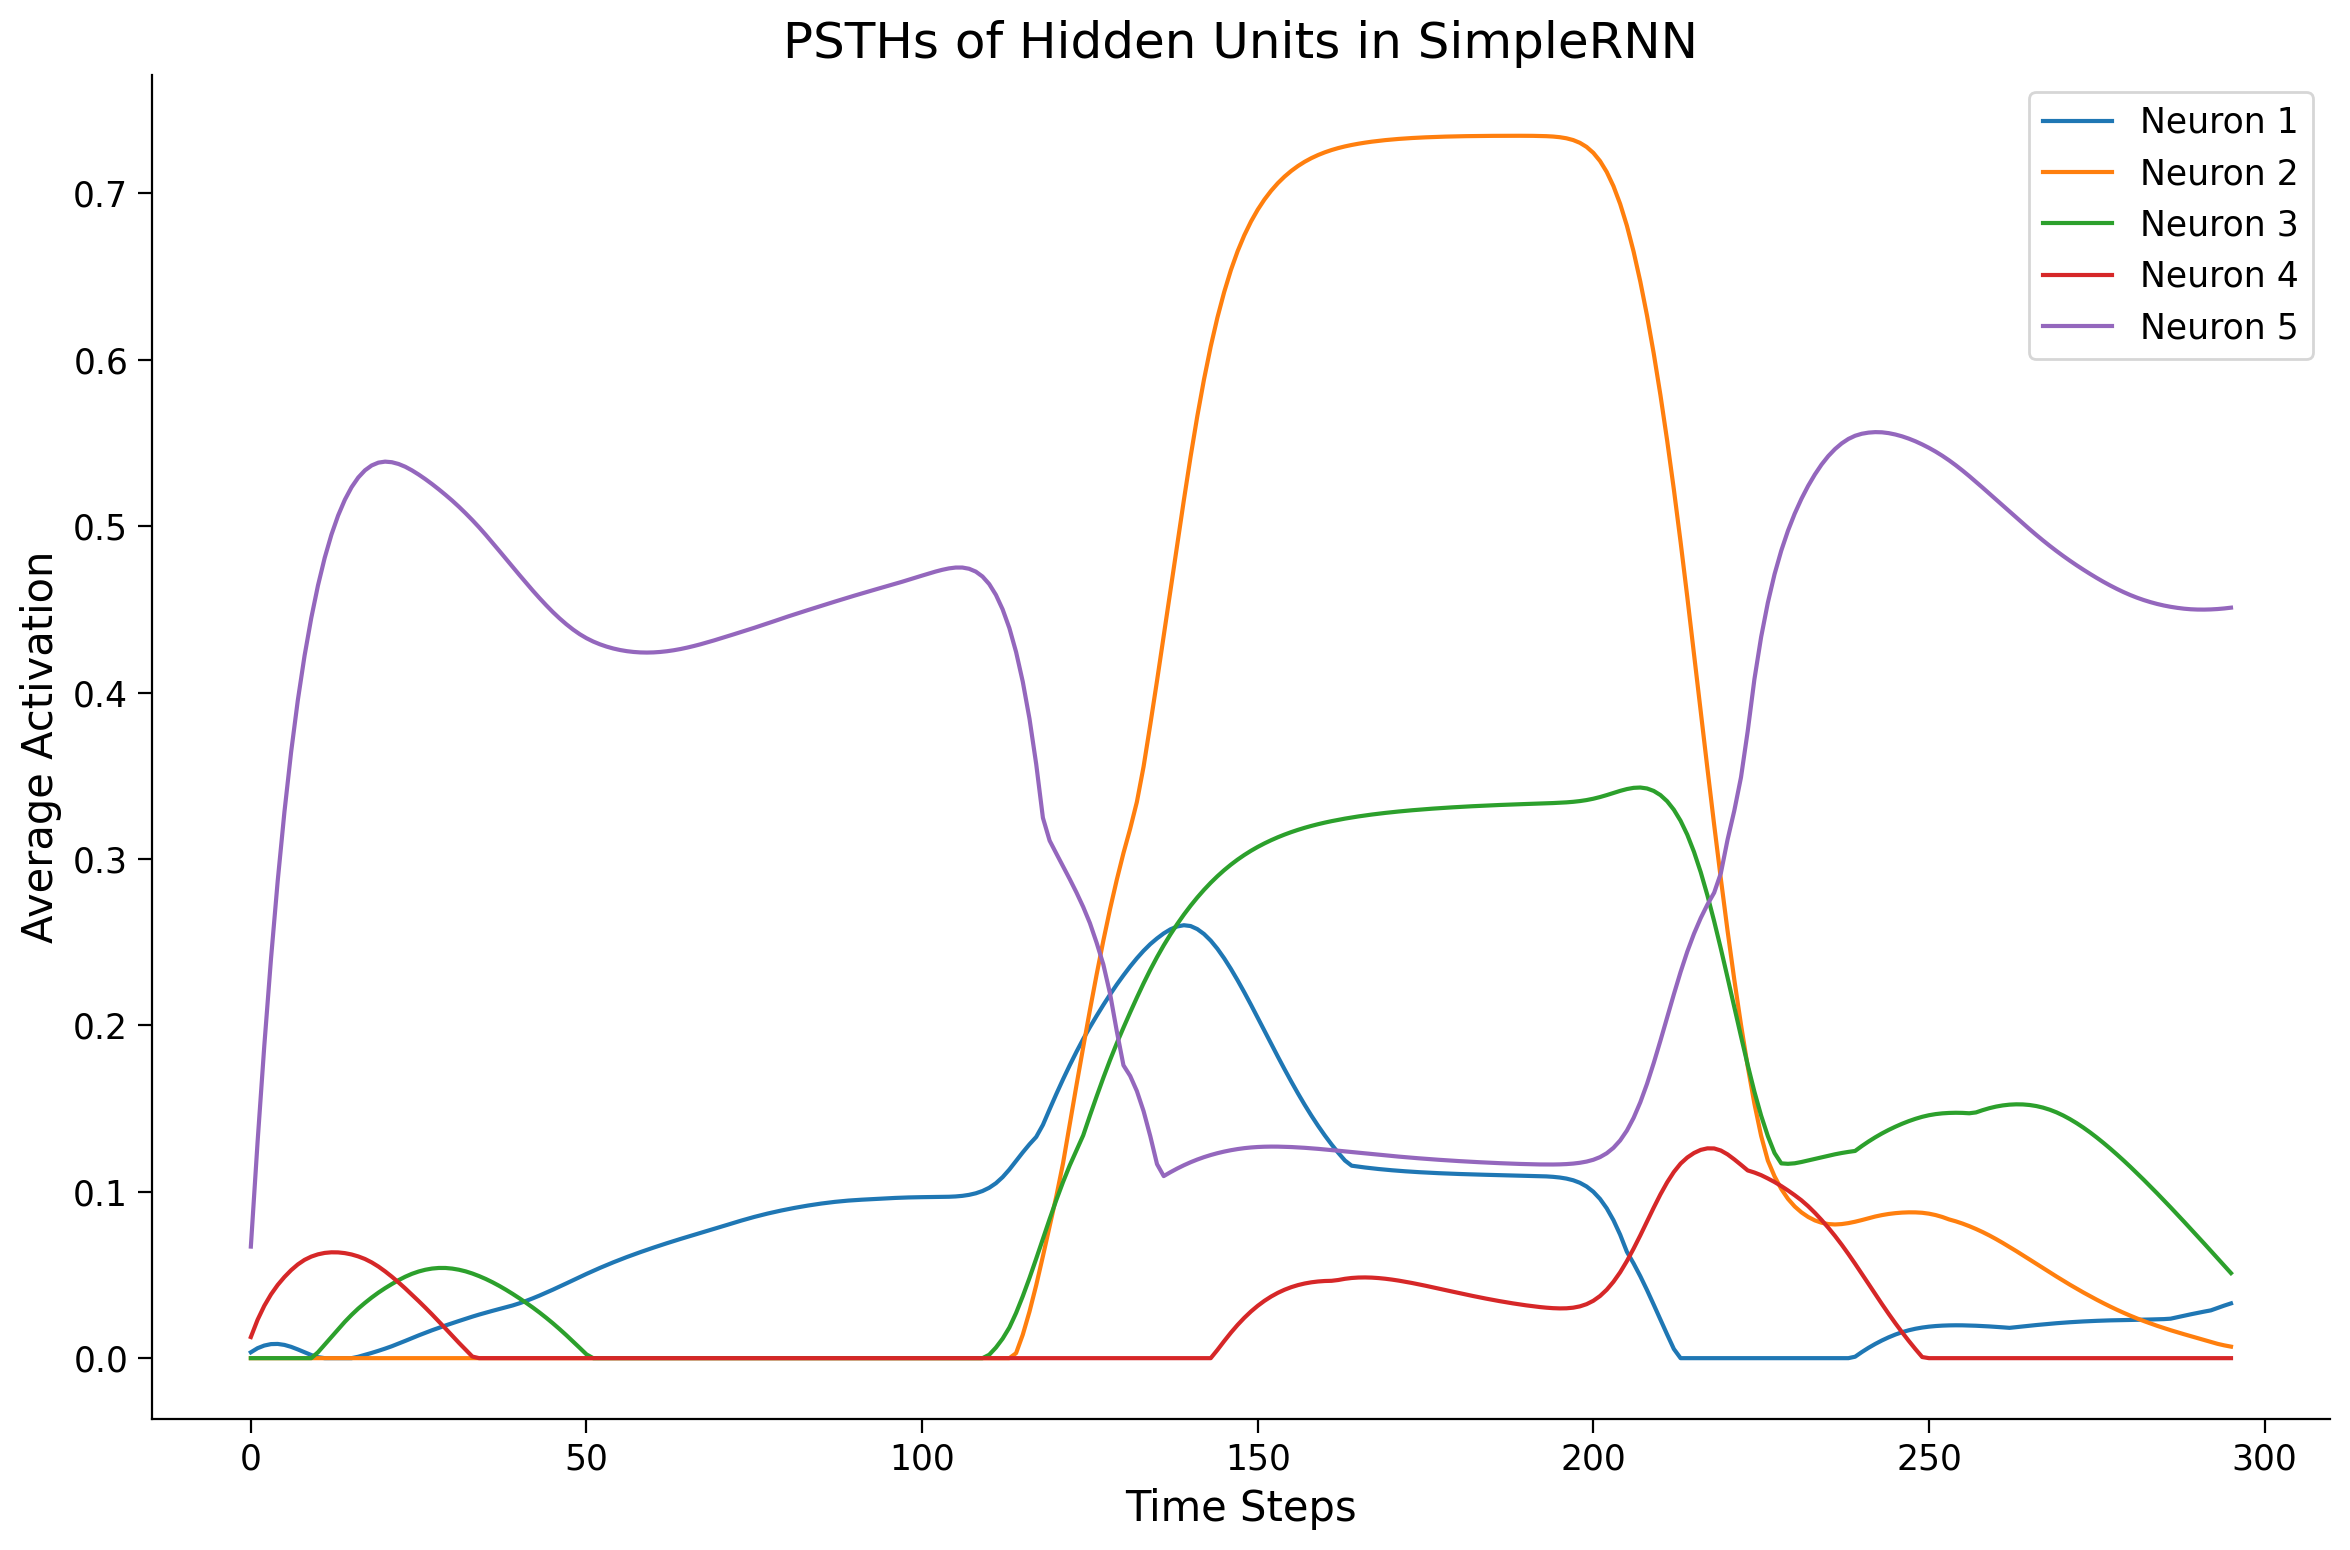 PSTHs of Hidden Units in SimpleRNN
Neuron 1
Neuron 2
Neuron 3
Neuron 4
Neuron 5
Average Activation
0.7
0.6
0.5
0.4
0.3
0.2
0.1
0.0
0 50 100 150 200 250 300
Time Steps